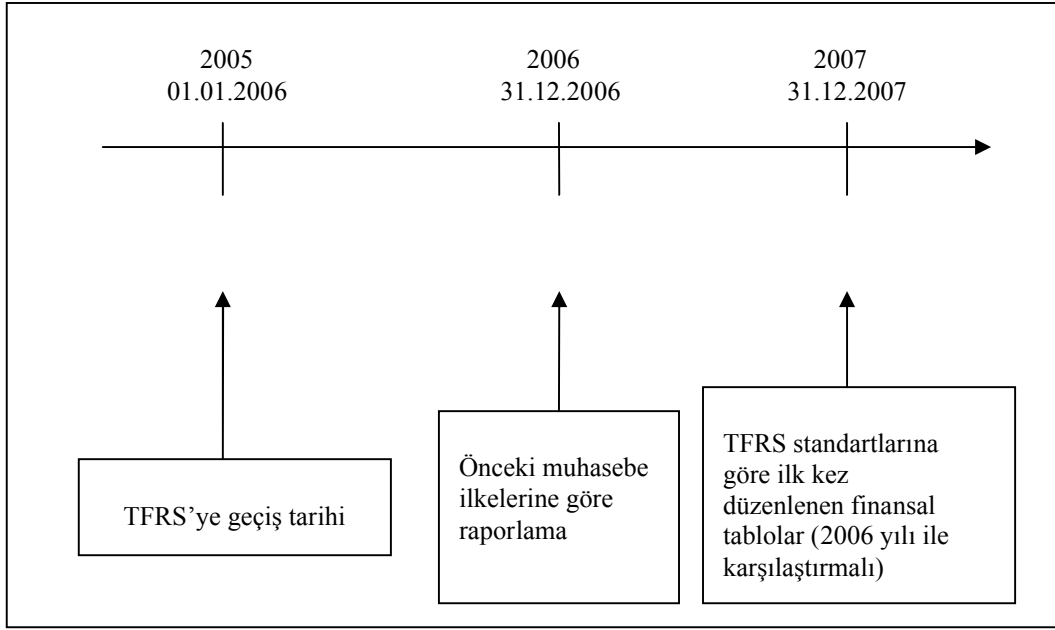 2005
01.01.2006
2006
31.12.2006
2007
31.12.2007
TFRS’ye geçiş tarihi
Önceki muhasebe
ilkelerine göre
raporlama
TFRS standartlarına
göre ilk kez
düzenlenen finansal
tablolar (2006 yılı ile
karşılaştırmalı)